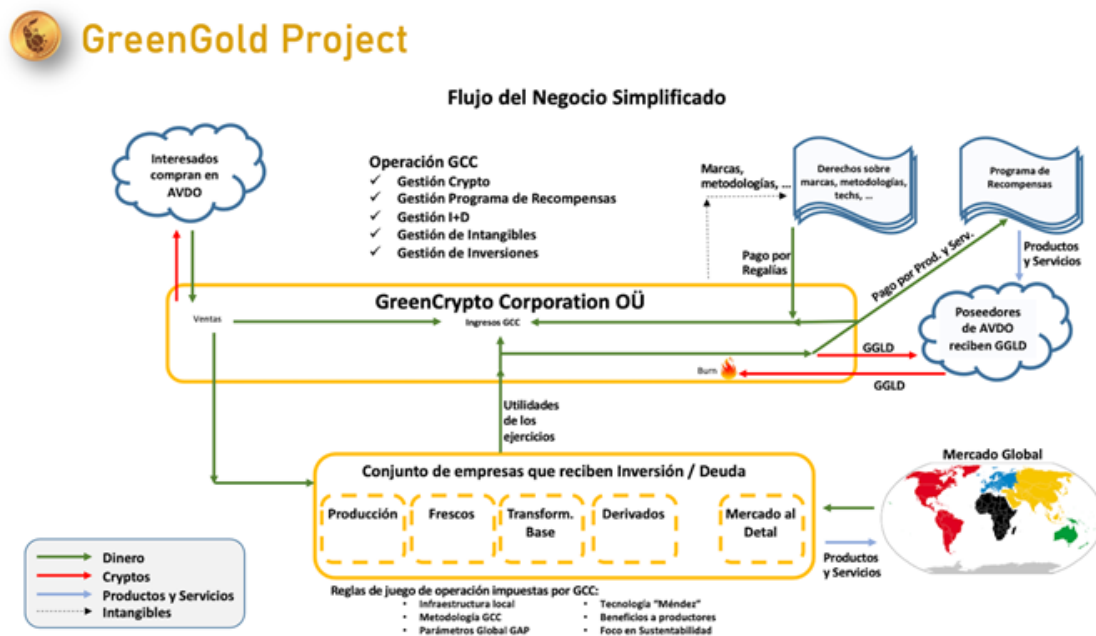 GreenGold Project
Flujo del Negocio Simplificado
Interesados
compran en
AVDO
Operación GCC
✓ Gestión Crypto
✓ Gestión Programa de Recompensas
✓ Gestión I+D
✓ Gestión de Intangibles
✓ Gestión de Inversiones
Marcas,
metodologías, ...
Derechos sobre
marcas, metodologías,
techs, ...
Programa de
Recompensas
Pago por
Regalías
Pago por Prod. y Serv.
Productos
y Servicios
GreenCrypto Corporation OÜ
Ventas
Ingresos GCC
Poseedores
de AVDO
reciben GGLD
GGLD
Burn
GGLD
Utilidades
de los
ejercicios
Conjunto de empresas que reciben Inversión / Deuda
Producción
Frescos
Transform.
Base
Derivados
Mercado al
Detal
Mercado Global
Productos
y Servicios
Dinero
Cryptos
Productos y Servicios
Intangibles
Reglas de juego de operación impuestas por GCC:
• Infraestructura local
• Metodología GCC
• Parámetros Global GAP
• Tecnología "Méndez"
• Beneficios a productores
• Foco en Sustentabilidad